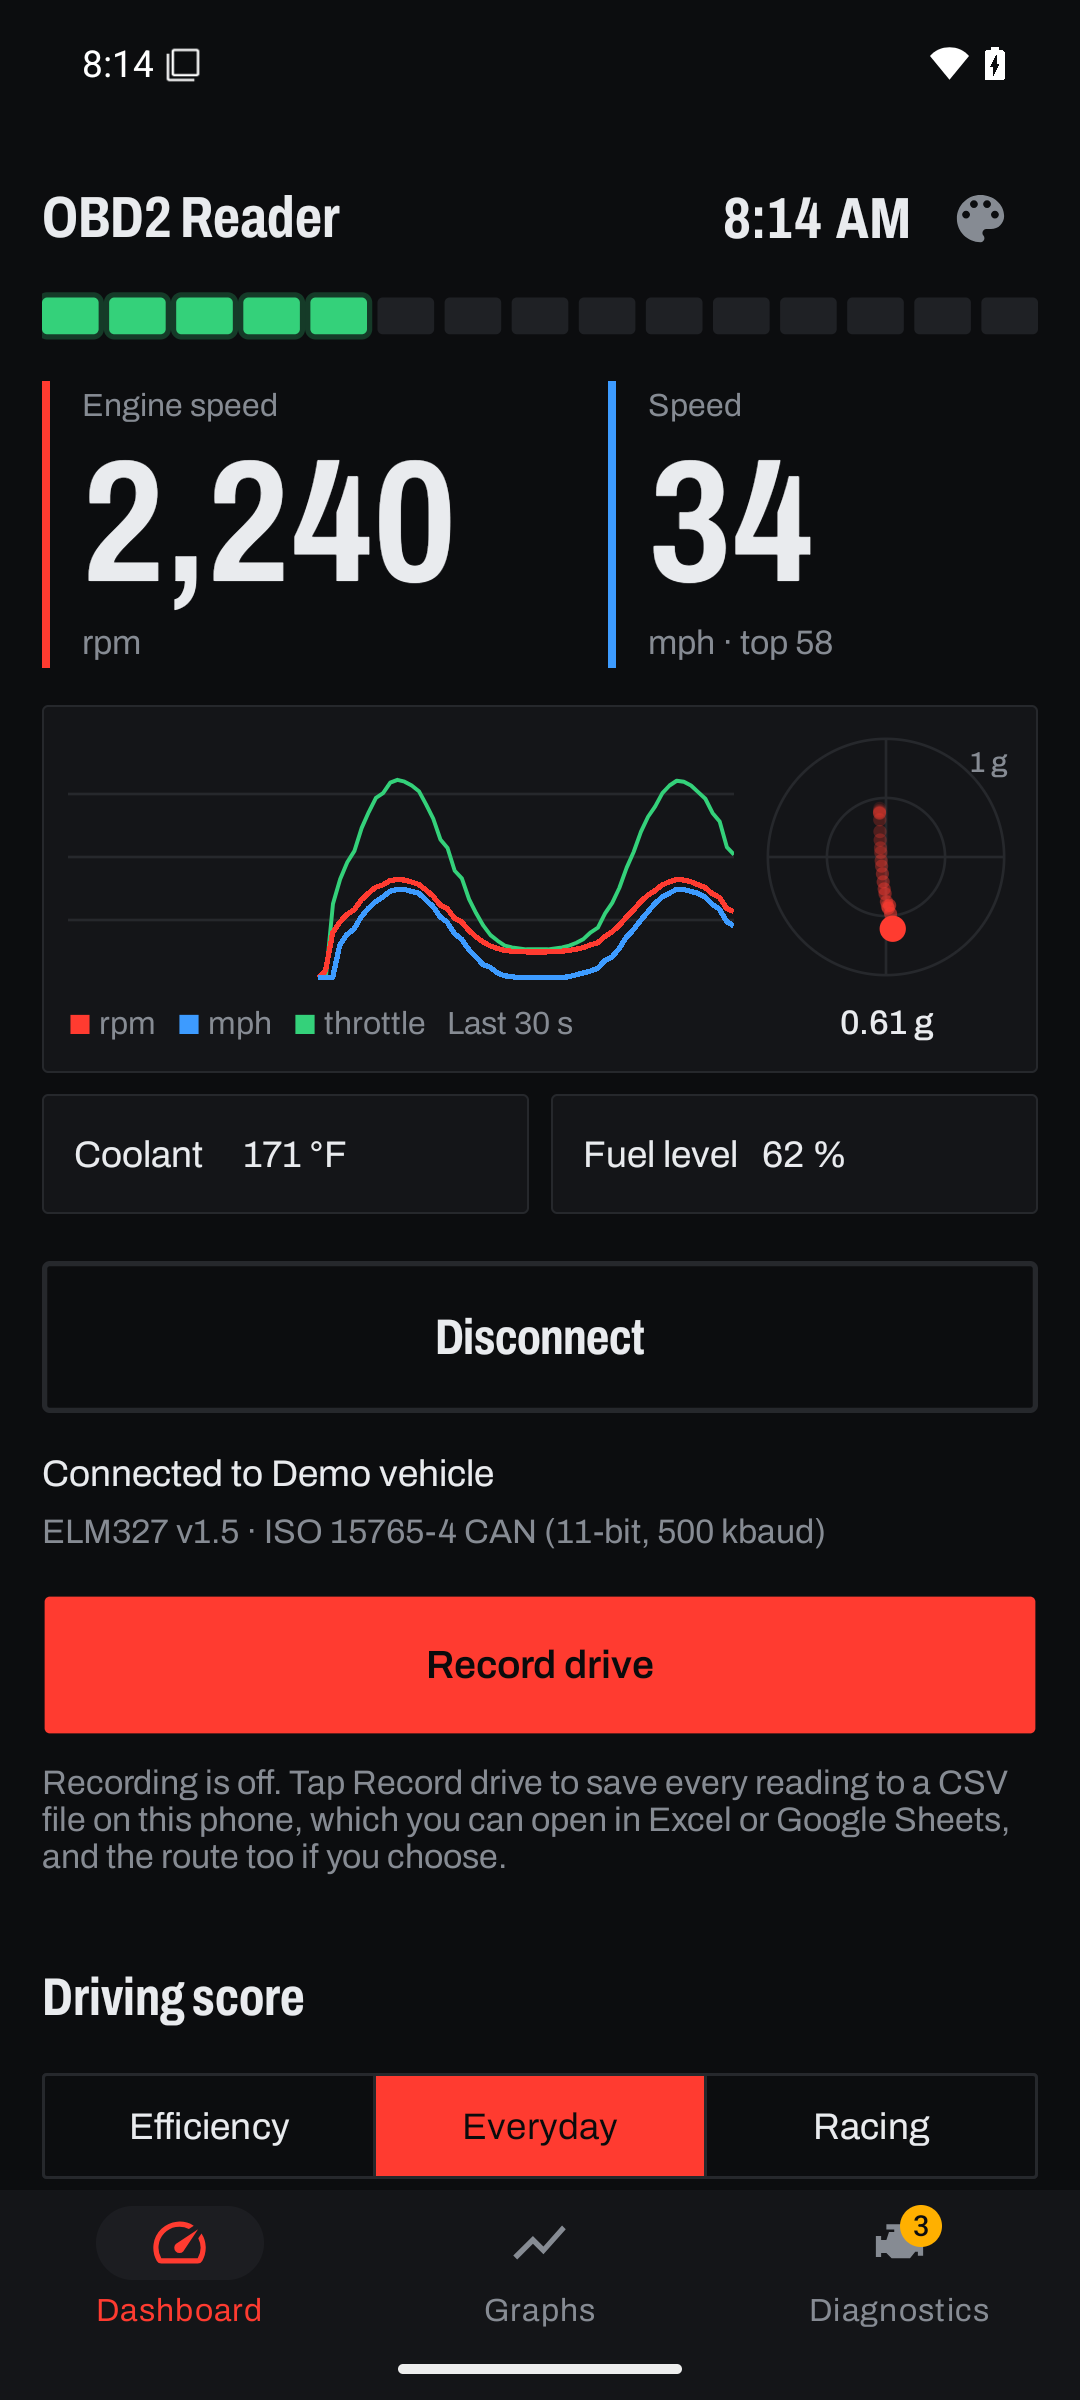 8:14
OBD2 Reader
8:14 AM
Engine speed
2,240
rpm
Speed
34
mph · top 58
1 g
rpm mph throttle Last 30 s
0.61 g
Coolant 171 °F
Fuel level 62 %
Disconnect
Connected to Demo vehicle
ELM327 v1.5 · ISO 15765-4 CAN (11-bit, 500 kbaud)
Record drive
Recording is off. Tap Record drive to save every reading to a CSV
file on this phone, which you can open in Excel or Google Sheets,
and the route too if you choose.
Driving score
Efficiency
Everyday
Racing
3
Dashboard
Graphs
Diagnostics